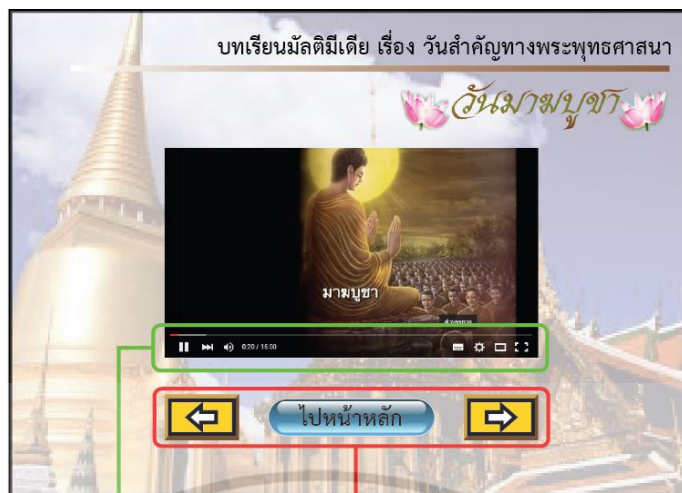 บทเรียนมัลติมีเดีย เรื่อง วันสำคัญทางพระพุทธศาสนา
วันมาฆบูชา
มาฆบูชา
0:20 / 15:00
ไปหน้าหลัก